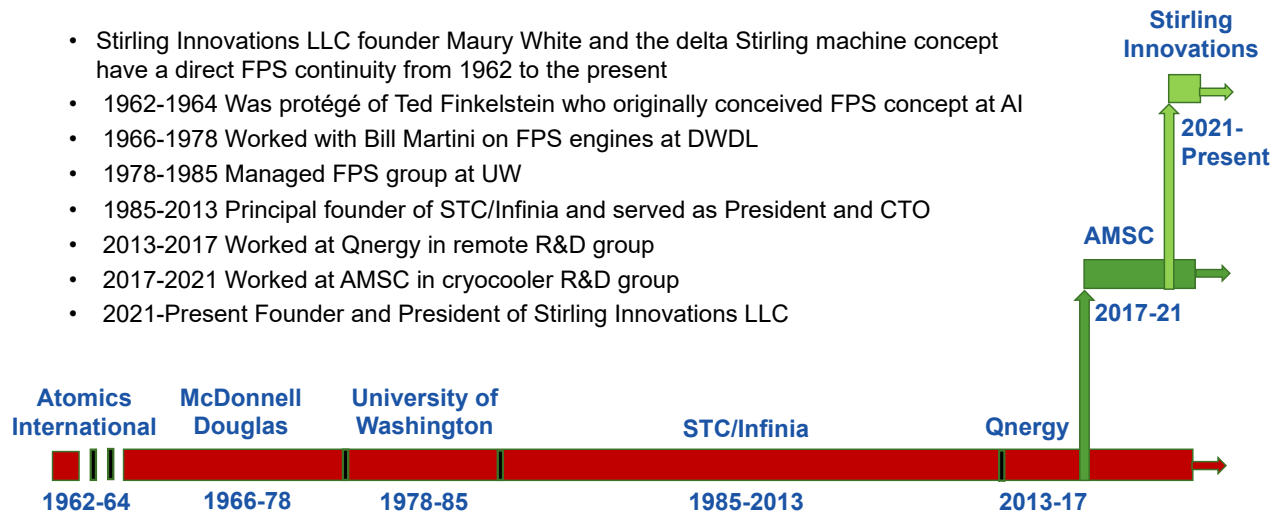 • Stirling Innovations LLC founder Maury White and the delta Stirling machine concept
have a direct FPS continuity from 1962 to the present
• 1962-1964 Was protégé of Ted Finkelstein who originally conceived FPS concept at AI
• 1966-1978 Worked with Bill Martini on FPS engines at DWDL
• 1978-1985 Managed FPS group at UW
• 1985-2013 Principal founder of STC/Infinia and served as President and CTO
• 2013-2017 Worked at Qnergy in remote R&D group
• 2017-2021 Worked at AMSC in cryocooler R&D group
• 2021-Present Founder and President of Stirling Innovations LLC
Stirling
Innovations
2021-
Present
AMSC
2017-21
Atomics
International
McDonnell
Douglas
University of
Washington
STC/Infinia
Qnergy
1962-64
1966-78
1978-85
1985-2013
2013-17